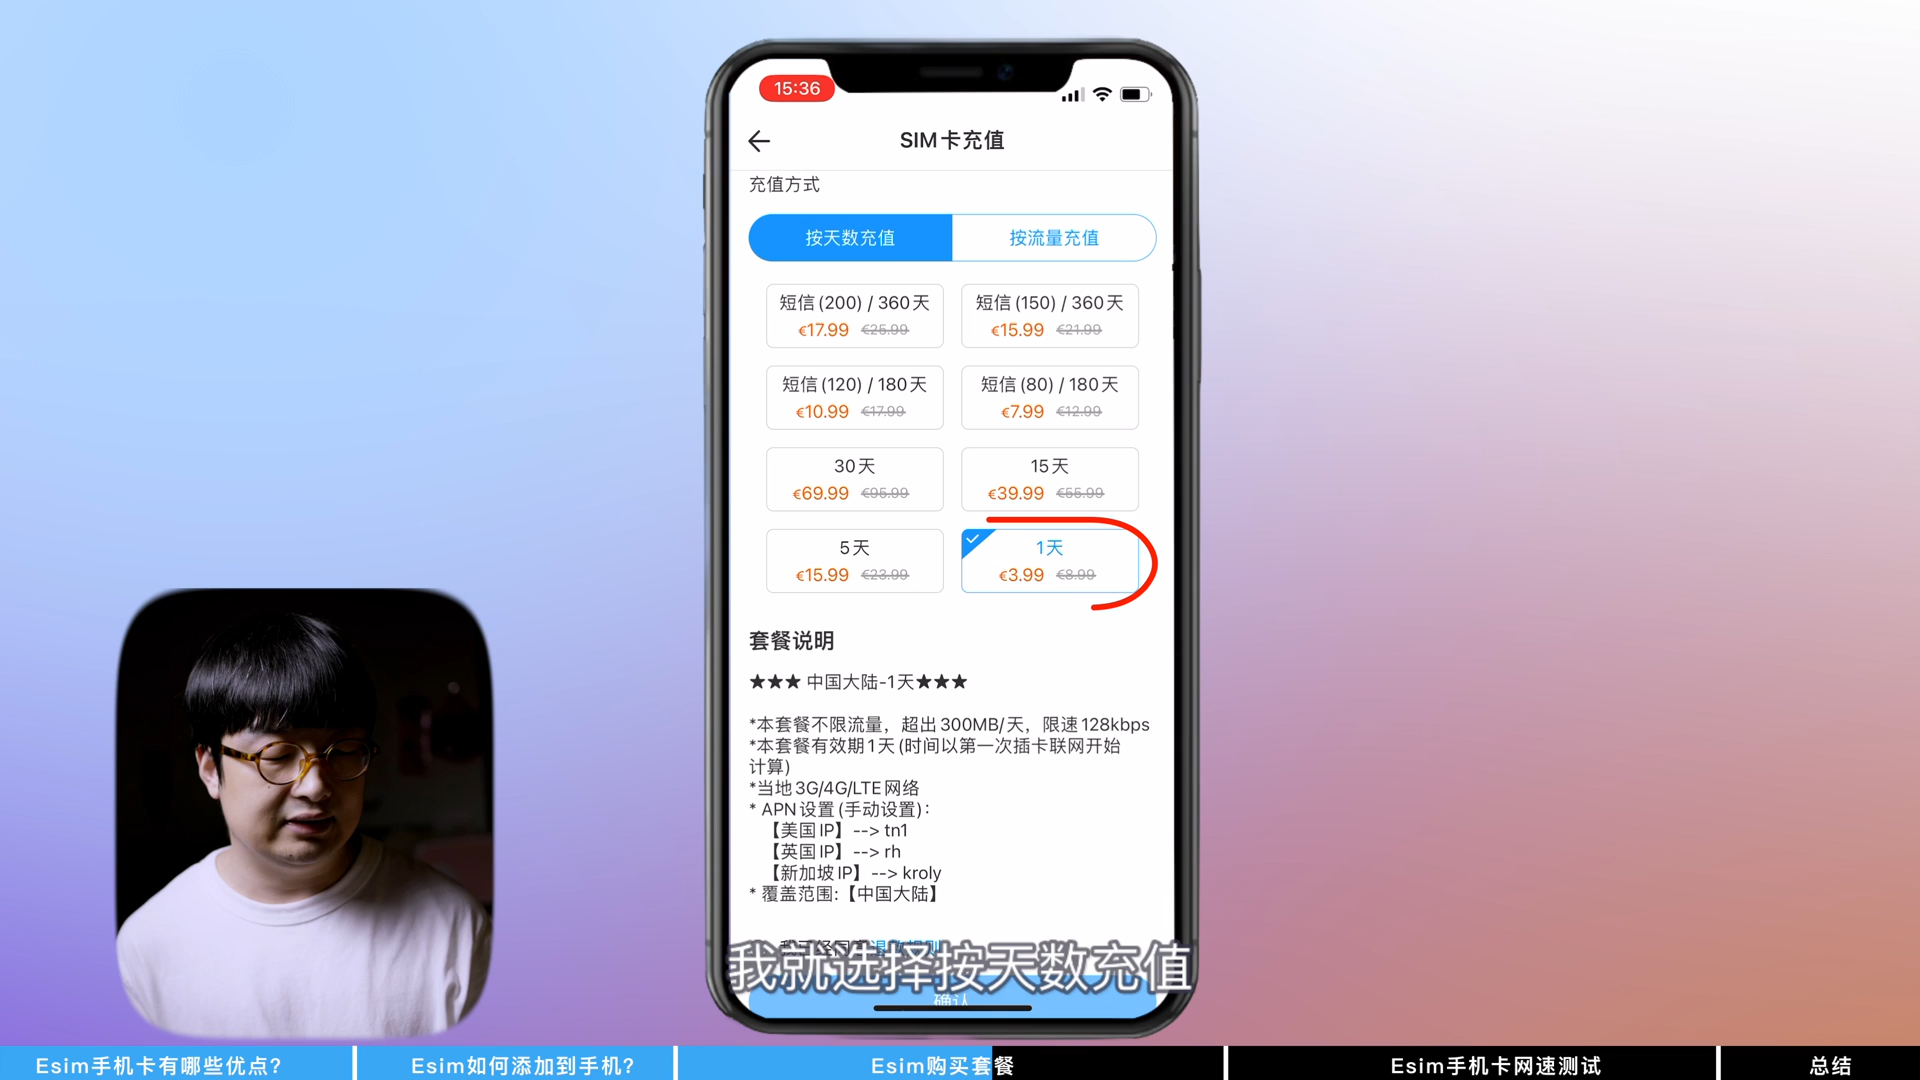 15:36
SIM卡充值
充值方式
按天数充值
按流量充值
短信(200) / 360天
€17.99 €25.99
短信(150) / 360天
€15.99 €21.99
短信(120) / 180天
€10.99 €17.99
短信(80) / 180天
€7.99 €12.99
30天
€69.99 €95.99
15天
€39.99 €55.99
5天
€15.99 €23.99
1天
€3.99 €8.99
套餐说明
★★★ 中国大陆-1天★★★
*本套餐不限流量，超出300MB/天，限速128kbps
*本套餐有效期1天(时间以第一次插卡联网开始
计算)
*当地3G/4G/LTE网络
* APN设置(手动设置)：
【美国IP】--> tn1
【英国IP】--> rh
【新加坡IP】--> kroly
* 覆盖范围:【中国大陆】
我已经同意退款规则
我就选择按天数充值
确认
Esim手机卡有哪些优点?
Esim如何添加到手机?
Esim购买套餐
Esim手机卡网速测试
总结